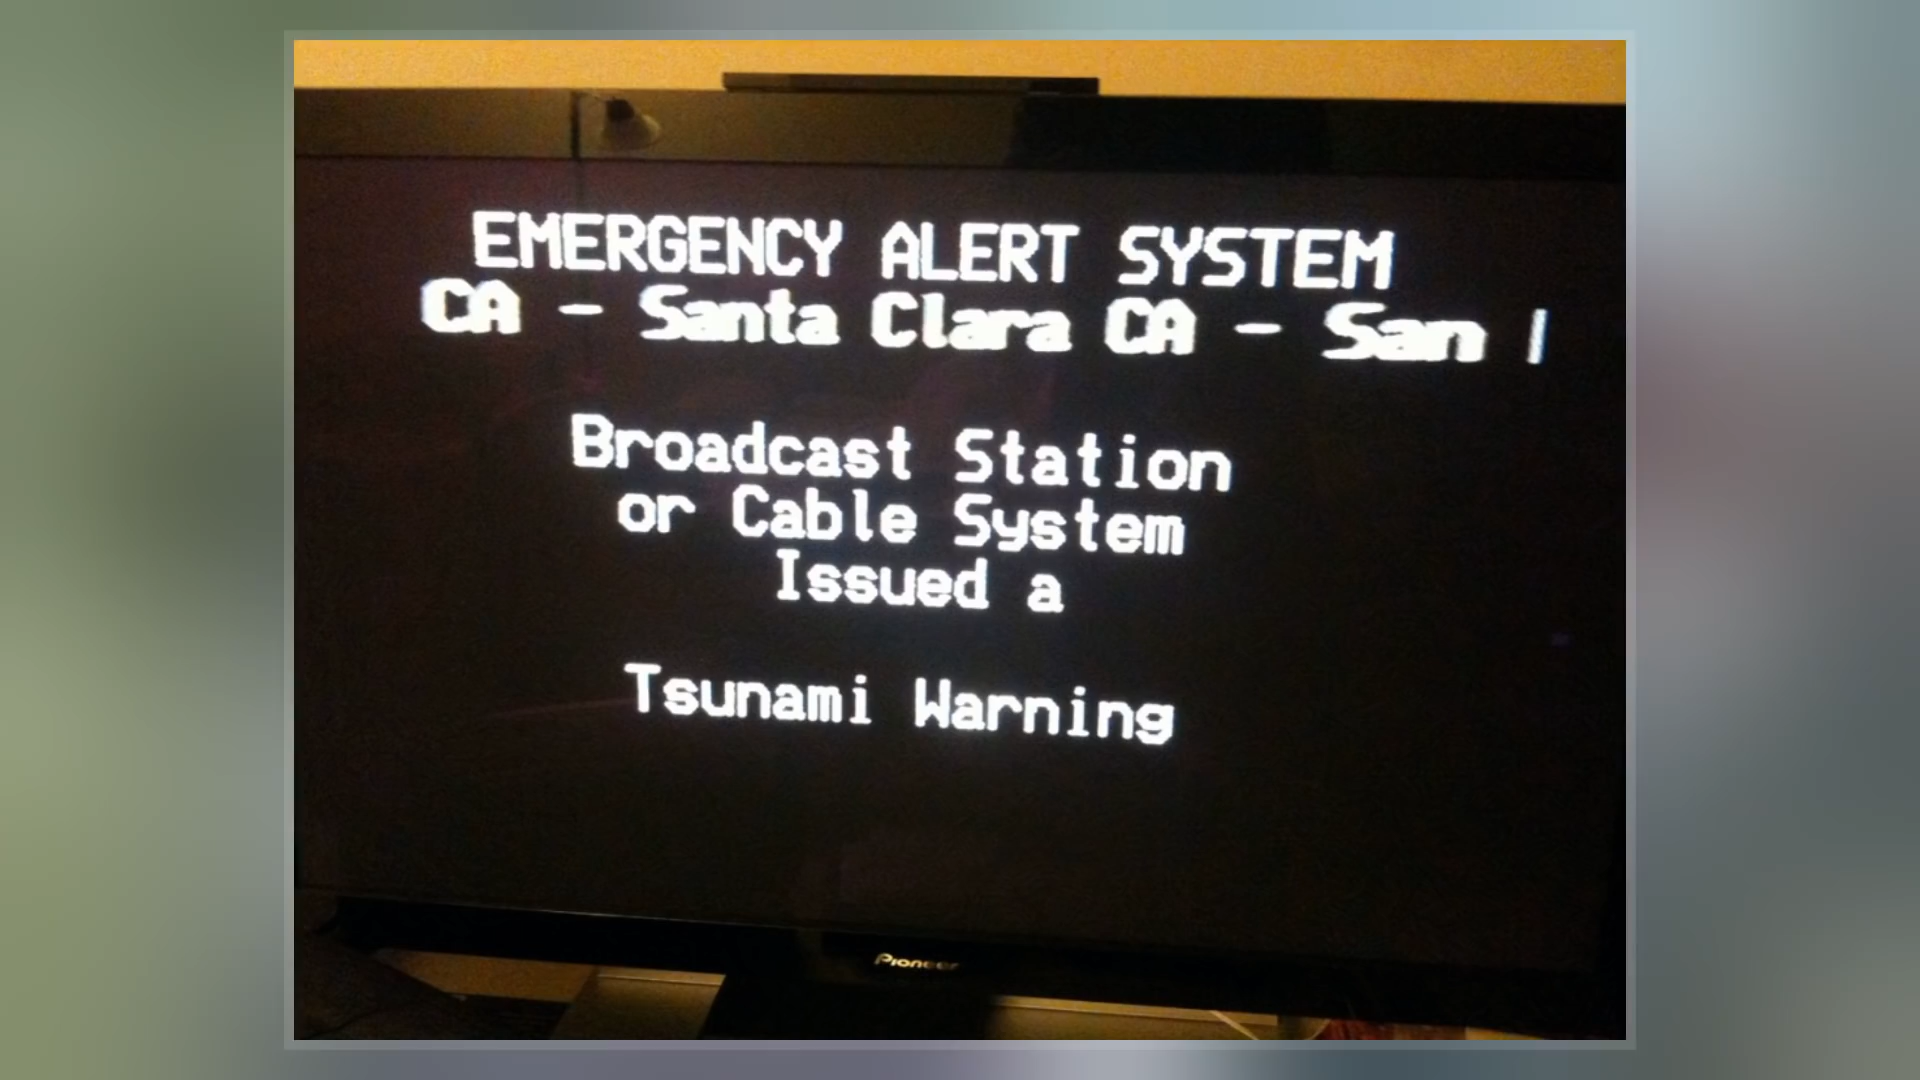 EMERGENCY ALERT SYSTEM
CA - Santa Clara CA - San
Broadcast Station
or Cable System
Issued a
Tsunami Warning
Pioneer